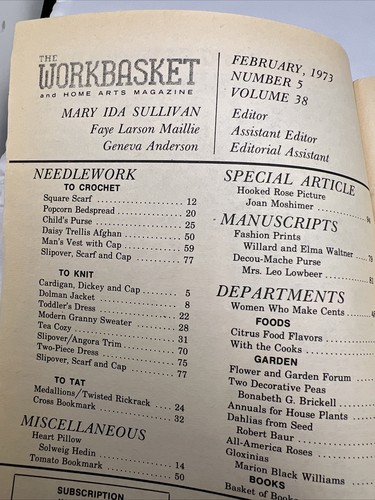 THE
WORKBASKET
and HOME ARTS MAGAZINE
FEBRUARY, 1973
NUMBER 5
VOLUME 38
MARY IDA SULLIVAN Editor
Faye Larson Maillie Assistant Editor
Geneva Anderson Editorial Assistant
NEEDLEWORK
TO CROCHET
Square Scarf 12
Popcorn Bedspread 20
Child's Purse 25
Daisy Trellis Afghan 50
Man's Vest with Cap 59
Slipover, Scarf and Cap 77
TO KNIT
Cardigan, Dickey and Cap 5
Dolman Jacket 8
Toddler's Dress 22
Modern Granny Sweater 28
Tea Cozy 31
Slipover/Angora Trim 70
Two-Piece Dress 75
Slipover, Scarf and Cap 77
TO TAT
Medallions/Twisted Rickrack 24
Cross Bookmark 32
MISCELLANEOUS
Heart Pillow
Solweig Hedin 14
Tomato Bookmark 50
SUBSCRIPTION
SPECIAL ARTICLE
Hooked Rose Picture
Joan Moshimer
MANUSCRIPTS
Fashion Prints
Willard and Elma Waltner
Decou-Mache Purse
Mrs. Leo Lowbeer
DEPARTMENTS
Women Who Make Cents
FOODS
Citrus Food Flavors
With the Cooks
GARDEN
Flower and Garden Forum
Two Decorative Peas
Bonabeth G. Brickell
Annuals for House Plants
Dahlias from Seed
Robert Baur
All-America Roses
Gloxinias
Marion Black Williams
BOOKS
Basket of Books